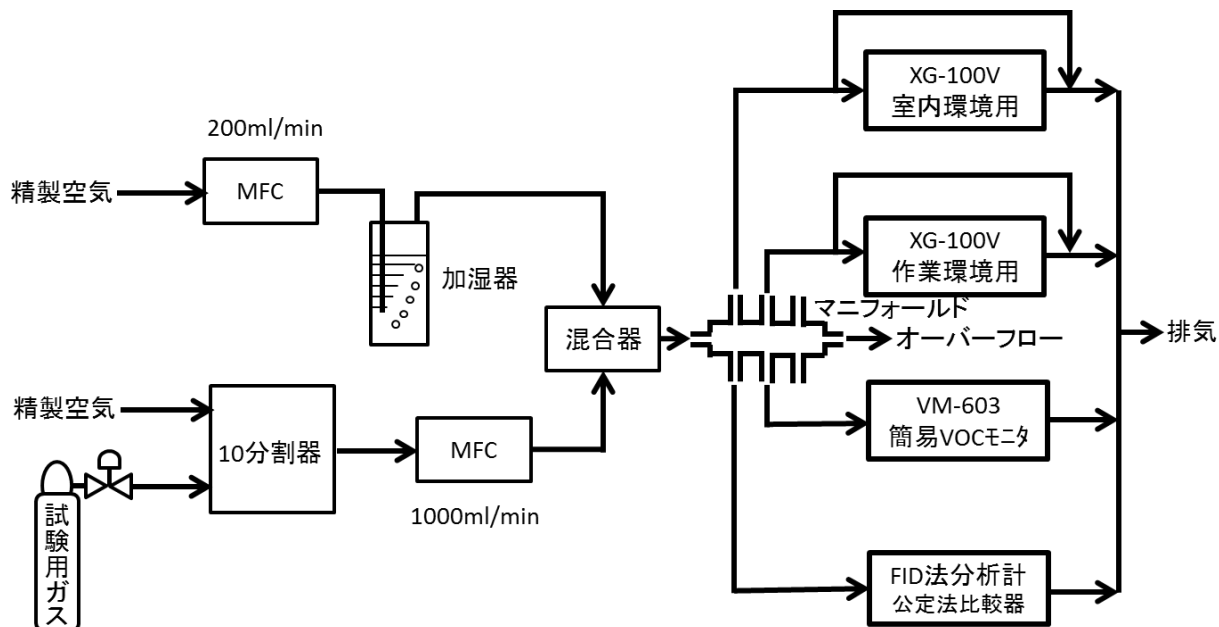 XG-100V
室内環境用
200ml/min
精製空気
MFC
加湿器
XG-100V
作業環境用
マニフォールド
混合器
オーバーフロー
排気
精製空気
10分割器
MFC
1000ml/min
試験用ガス
VM-603
簡易VOCモニタ
FID法分析計
公定法比較器